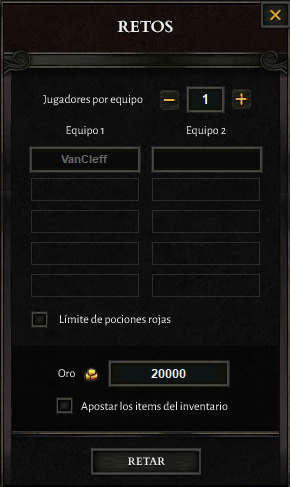 RETOS
Jugadores por equipo 1
Equipo 1 Equipo 2
VanCleff
Límite de pociones rojas
Oro 20000
Apostar los items del inventario
RETAR